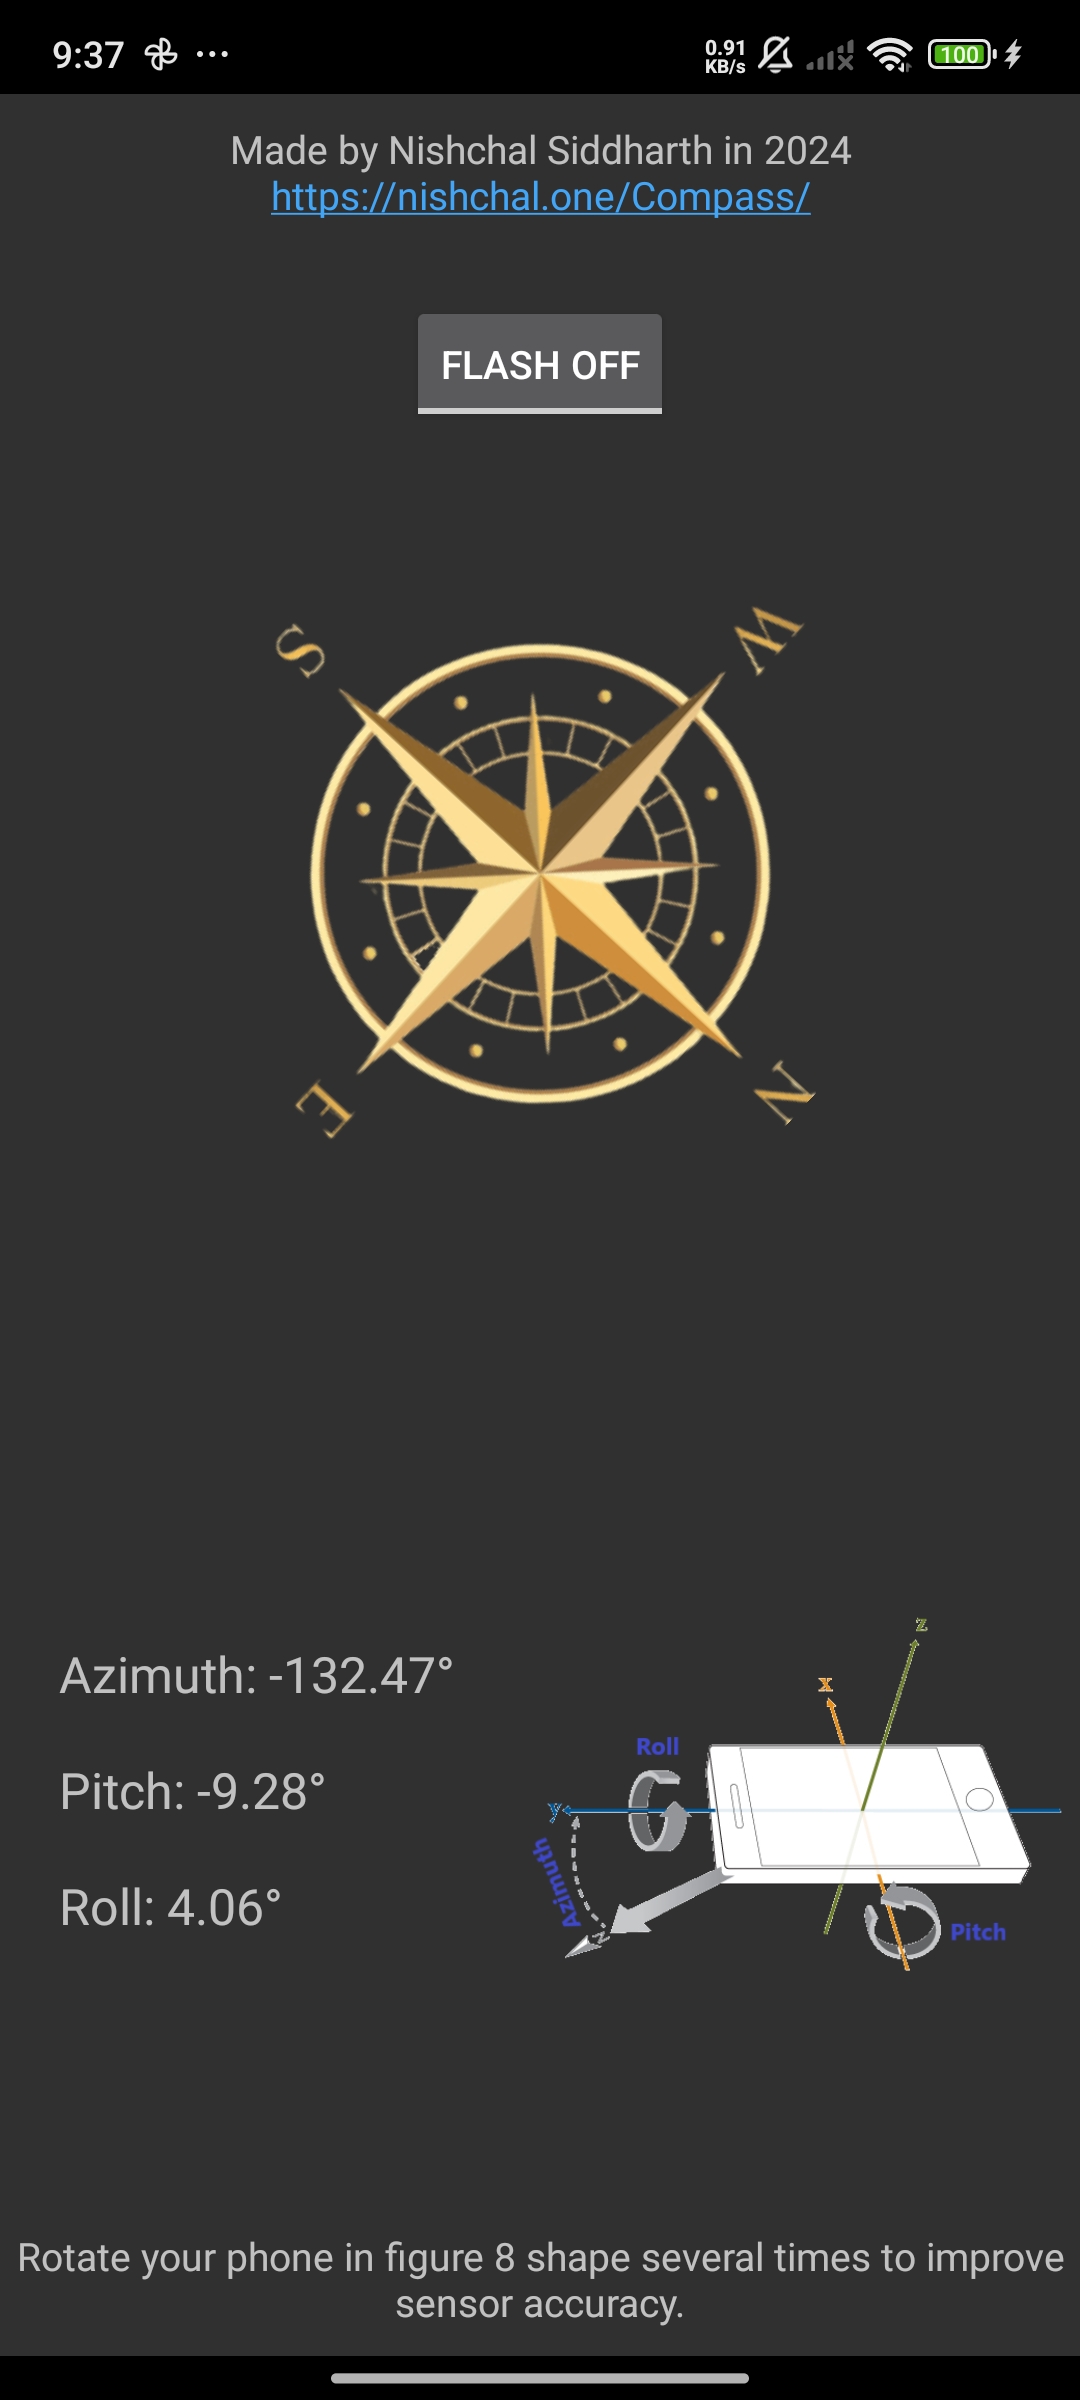 9:37 ...
0.91
KB/s
100
Made by Nishchal Siddharth in 2024
https://nishchal.one/Compass/
FLASH OFF
S W
E N
Azimuth: -132.47°
Pitch: -9.28°
Roll: 4.06°
z
x
Roll
y
Azimuth
N
Pitch
Rotate your phone in figure 8 shape several times to improve
sensor accuracy.